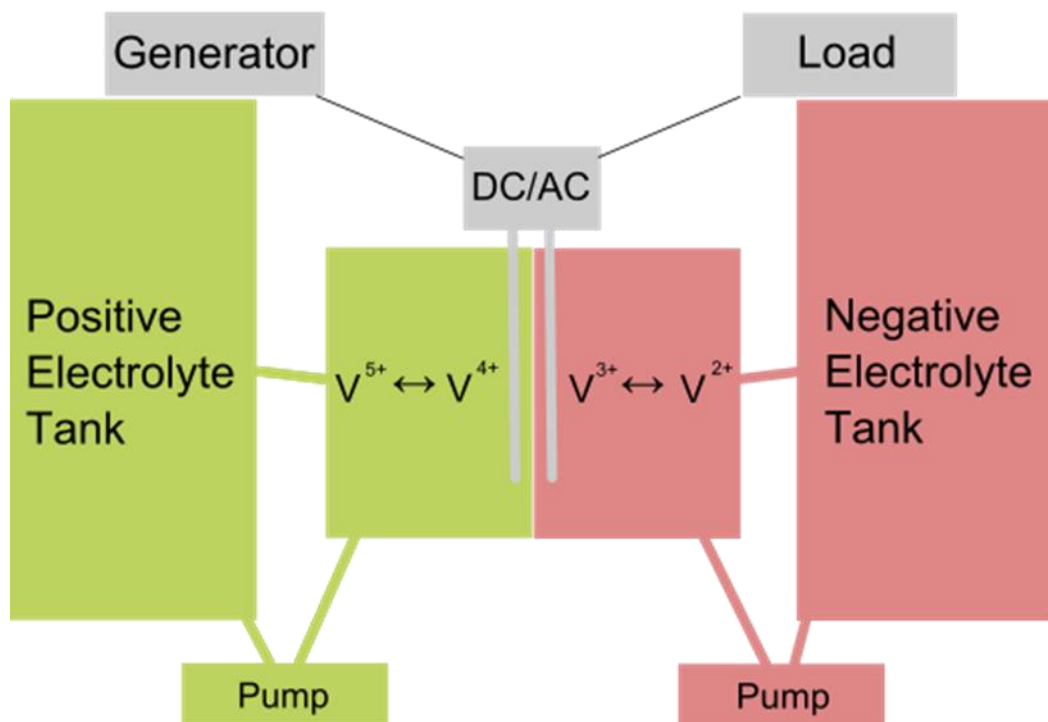 Generator
Load
DC/AC
Positive
Electrolyte
Tank
V⁵⁺ ↔ V⁴⁺
V³⁺ ↔ V²⁺
Negative
Electrolyte
Tank
Pump
Pump